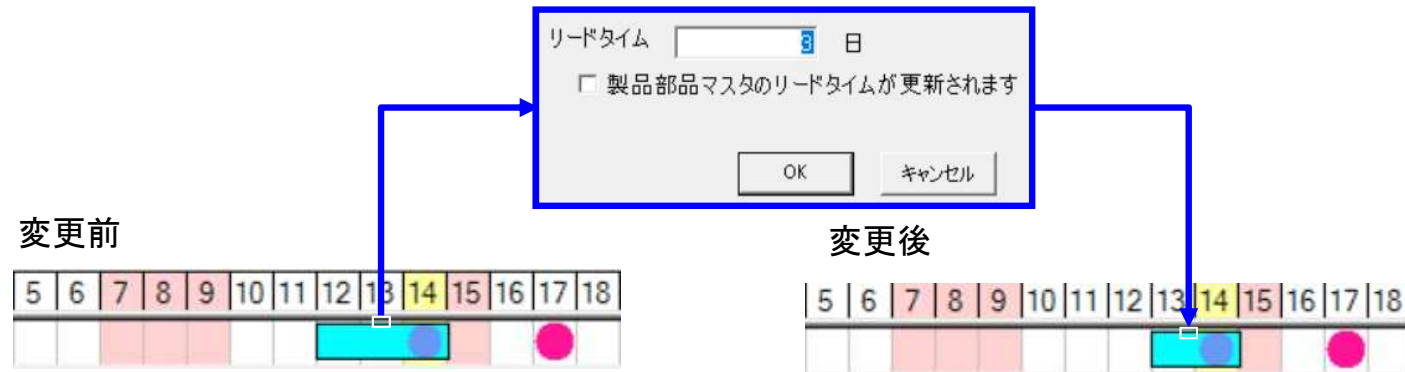 リードタイム 3 日
製品部品マスタのリードタイムが更新されます
OK キャンセル
変更前
変更後
5 6 7 8 9 10 11 12 13 14 15 16 17 18
5 6 7 8 9 10 11 12 13 14 15 16 17 18